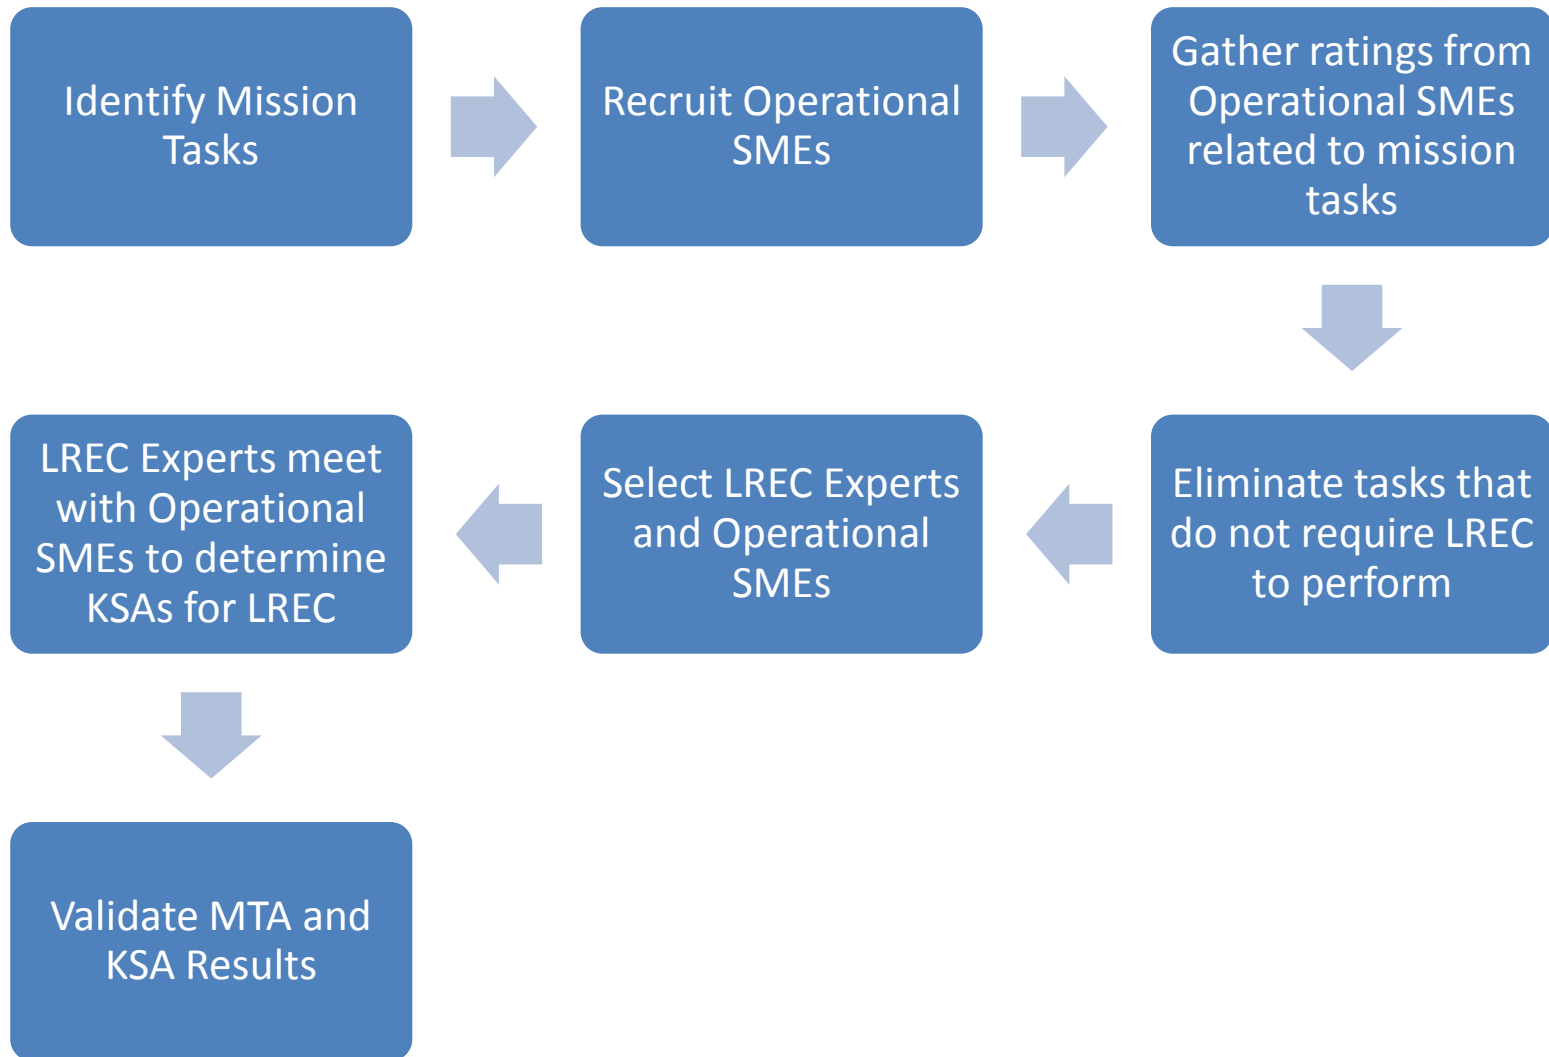 Identify Mission
Tasks
Recruit Operational
SMEs
Gather ratings from
Operational SMEs
related to mission
tasks
Eliminate tasks that
do not require LREC
to perform
Select LREC Experts
and Operational
SMEs
LREC Experts meet
with Operational
SMEs to determine
KSAs for LREC
Validate MTA and
KSA Results